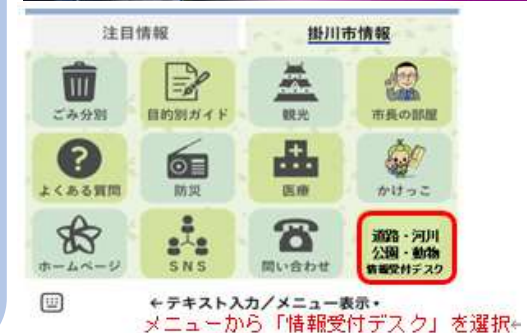 注目情報 掛川市情報
ごみ分別 目的別ガイド 観光 市長の部屋
よくある質問 防災 医療 かけっこ
道路・河川
公園・動物
情報受付デスク
ホームページ SNS 問い合わせ
←テキスト入力/メニュー表示・
メニューから「情報受付デスク」を選択←